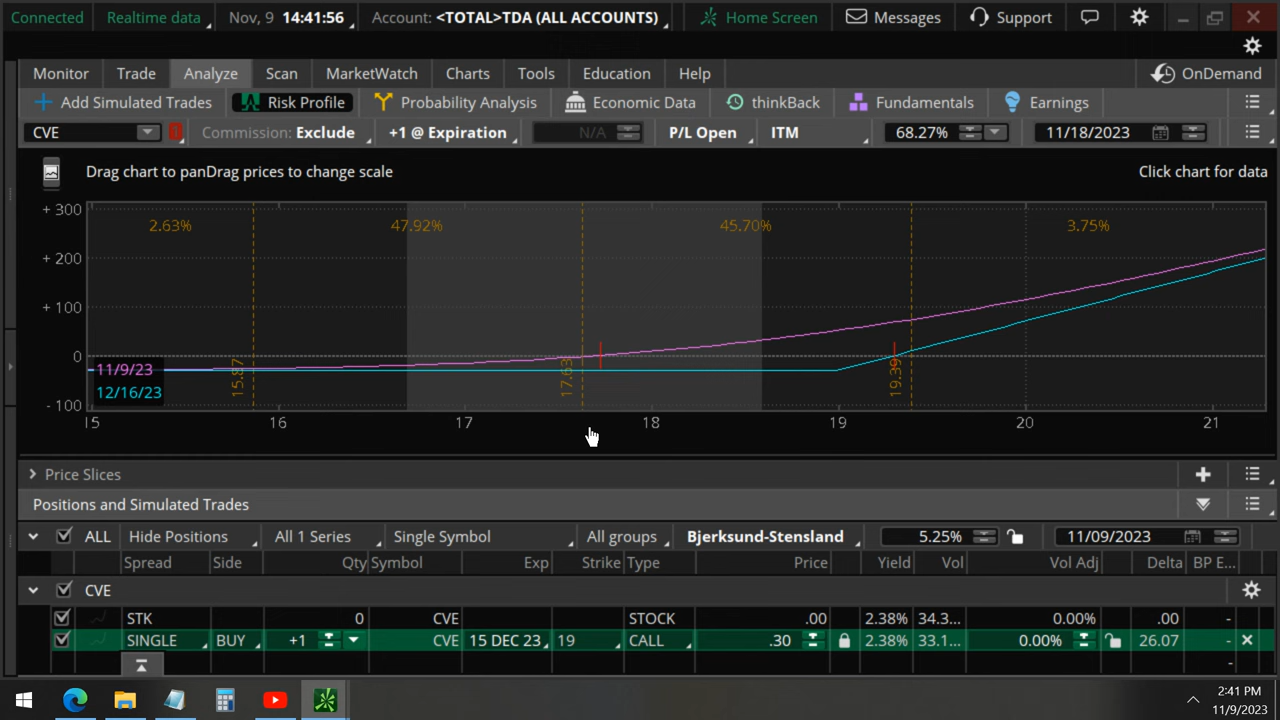 Connected Realtime data Nov, 9 14:41:56 Account: <TOTAL>TDA (ALL ACCOUNTS) Home Screen Messages Support
Monitor Trade Analyze Scan MarketWatch Charts Tools Education Help OnDemand
Add Simulated Trades Risk Profile Probability Analysis Economic Data thinkBack Fundamentals Earnings
CVE Commission: Exclude +1 @ Expiration N/A P/L Open ITM 68.27% 11/18/2023
Drag chart to panDrag prices to change scale Click chart for data
+ 300
2.63% 47.92% 45.70% 3.75%
+ 200
+ 100
0
11/9/23
12/16/23
15.87 17.63 19.39
- 100
15 16 17 18 19 20 21
Price Slices
Positions and Simulated Trades
ALL Hide Positions All 1 Series Single Symbol All groups Bjerksund-Stensland 5.25% 11/09/2023
Spread Side Qty Symbol Exp Strike Type Price Yield Vol Vol Adj Delta BP E...
CVE
STK 0 CVE STOCK .00 2.38% 34.3... 0.00% .00 -
SINGLE BUY +1 CVE 15 DEC 23 19 CALL .30 2.38% 33.1... 0.00% 26.07 -
-
2:41 PM
11/9/2023